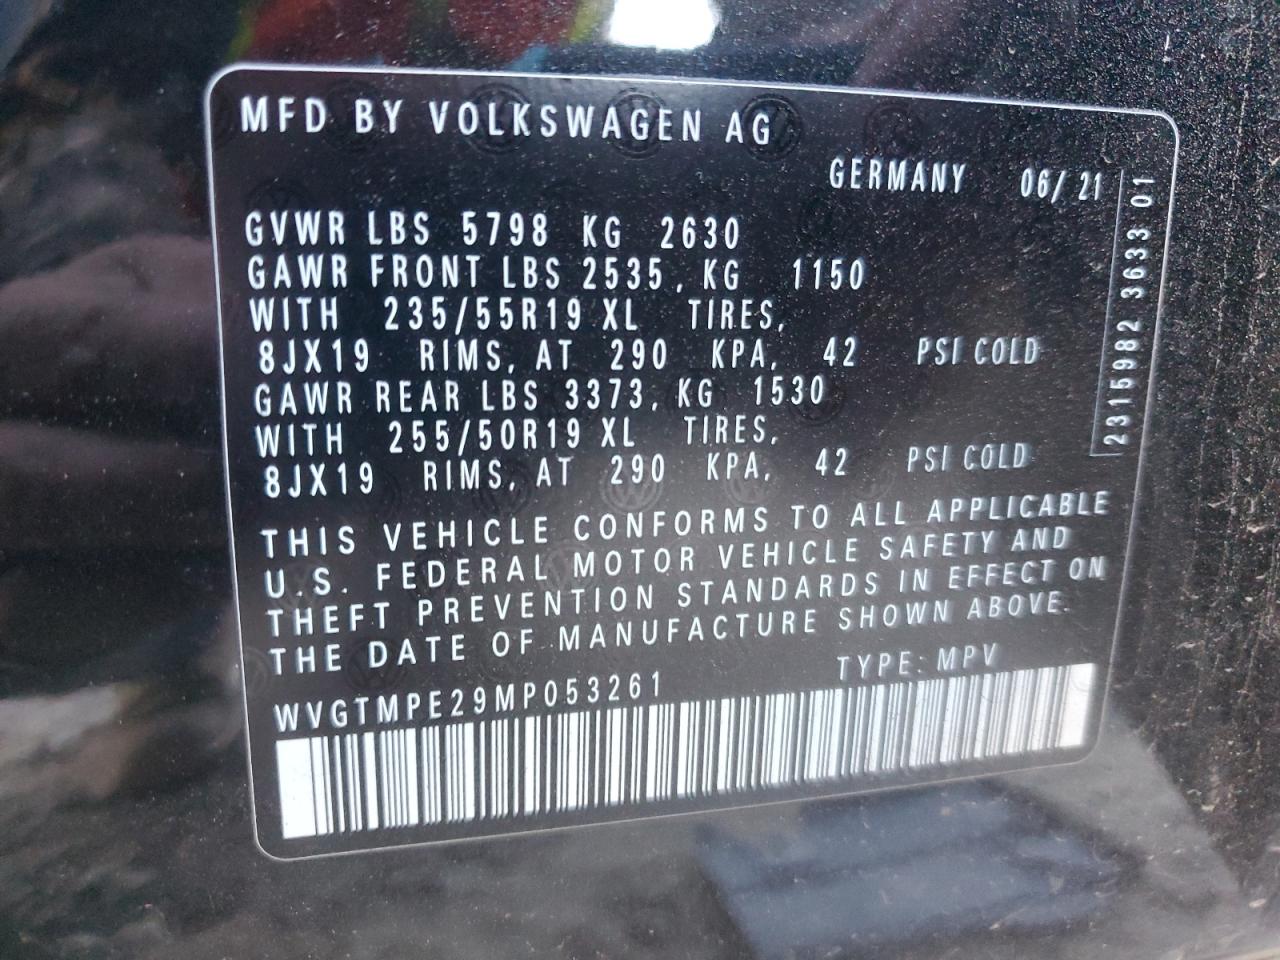 MFD BY VOLKSWAGEN AG
GERMANY 06/21
GVWR LBS 5798 KG 2630
GAWR FRONT LBS 2535, KG 1150
WITH 235/55R19 XL TIRES,
8JX19 RIMS, AT 290 KPA, 42 PSI COLD
GAWR REAR LBS 3373, KG 1530
WITH 255/50R19 XL TIRES,
8JX19 RIMS, AT 290 KPA, 42 PSI COLD
THIS VEHICLE CONFORMS TO ALL APPLICABLE
U.S. FEDERAL MOTOR VEHICLE SAFETY AND
THEFT PREVENTION STANDARDS IN EFFECT ON
THE DATE OF MANUFACTURE SHOWN ABOVE.
WVGTMPE29MP053261 TYPE: MPV
2315982 3633 01